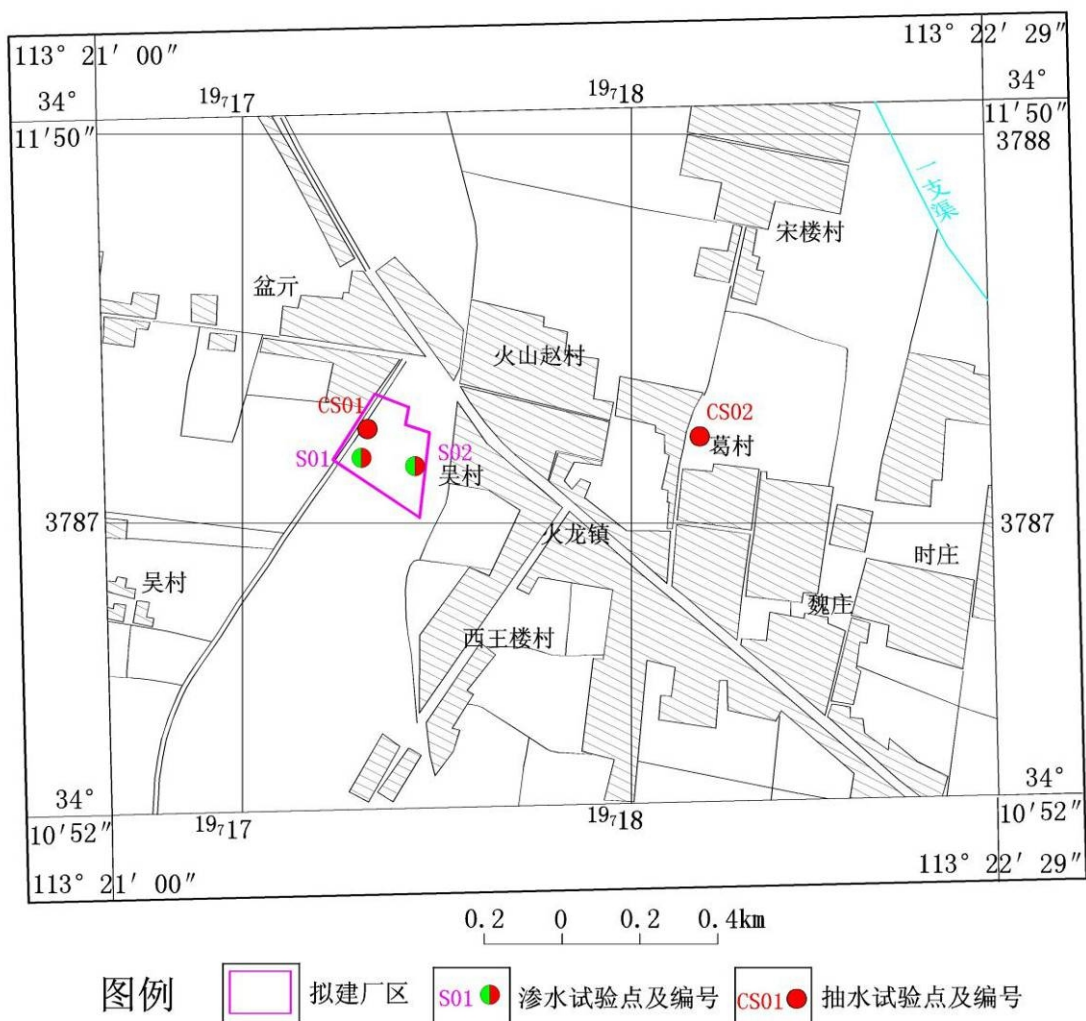 113° 21′ 00″
113° 22′ 29″
34°
34°
19₇17
19₇18
11′50″
11′50″
3788
一支渠
宋楼村
盆亓
火山赵村
CS01
CS02
葛村
S01
S02
吴村
3787
3787
火龙镇
时庄
吴村
魏庄
西王楼村
34°
34°
10′52″
19₇17
19₇18
10′52″
113° 21′ 00″
113° 22′ 29″
0.2 0 0.2 0.4km
图例 拟建厂区 S01 渗水试验点及编号 CS01 抽水试验点及编号